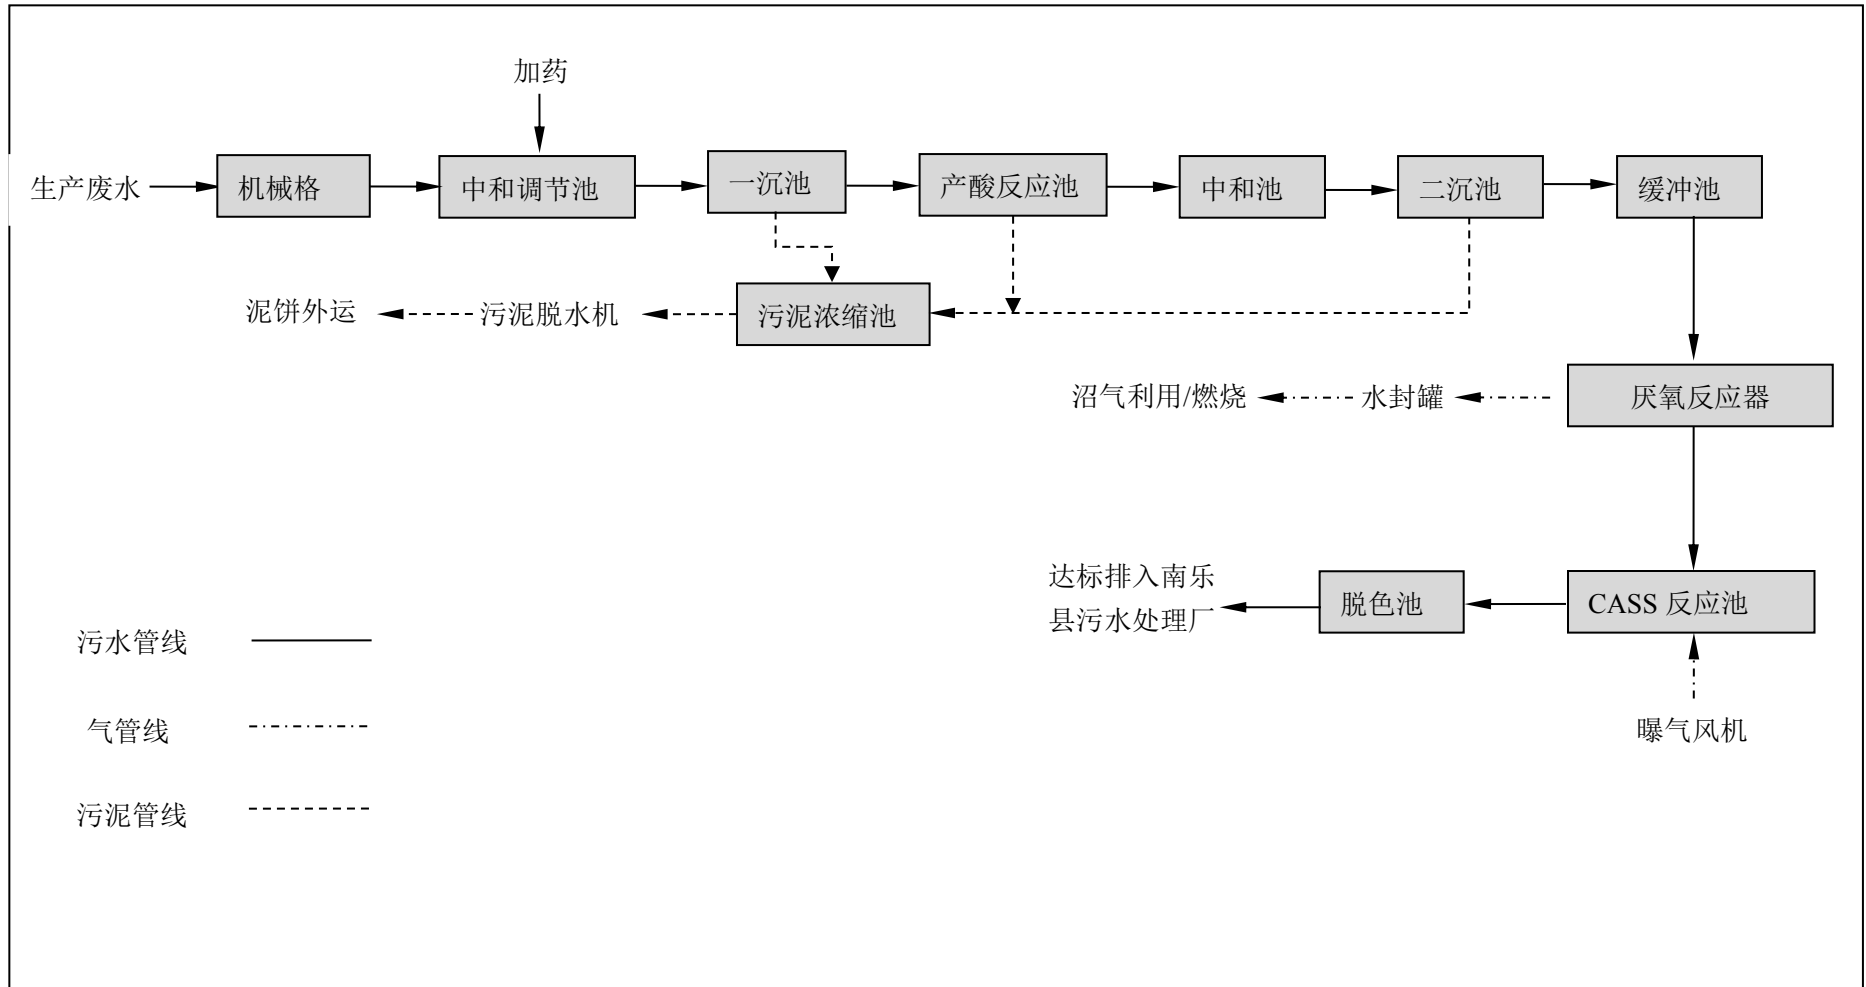 加药
生产废水
机械格
中和调节池
一沉池
产酸反应池
中和池
二沉池
缓冲池
泥饼外运
污泥脱水机
污泥浓缩池
沼气利用/燃烧
水封罐
厌氧反应器
达标排入南乐
县污水处理厂
脱色池
CASS 反应池
污水管线
气管线
曝气风机
污泥管线